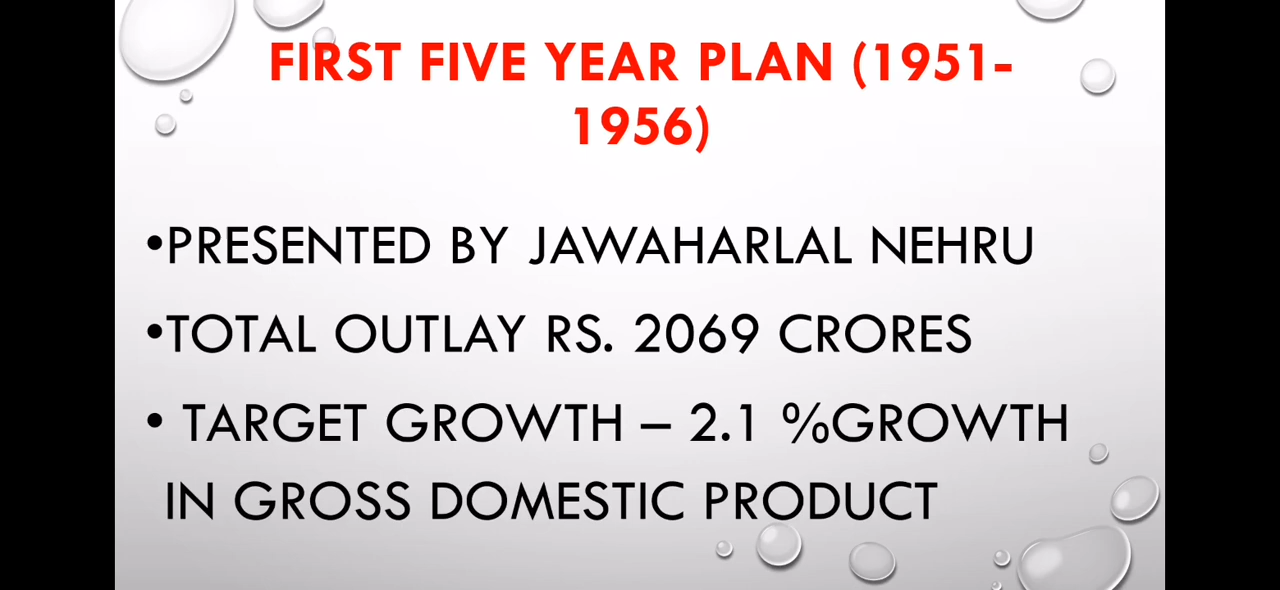 FIRST FIVE YEAR PLAN (1951-
1956)
•PRESENTED BY JAWAHARLAL NEHRU
•TOTAL OUTLAY RS. 2069 CRORES
• TARGET GROWTH – 2.1 %GROWTH
IN GROSS DOMESTIC PRODUCT